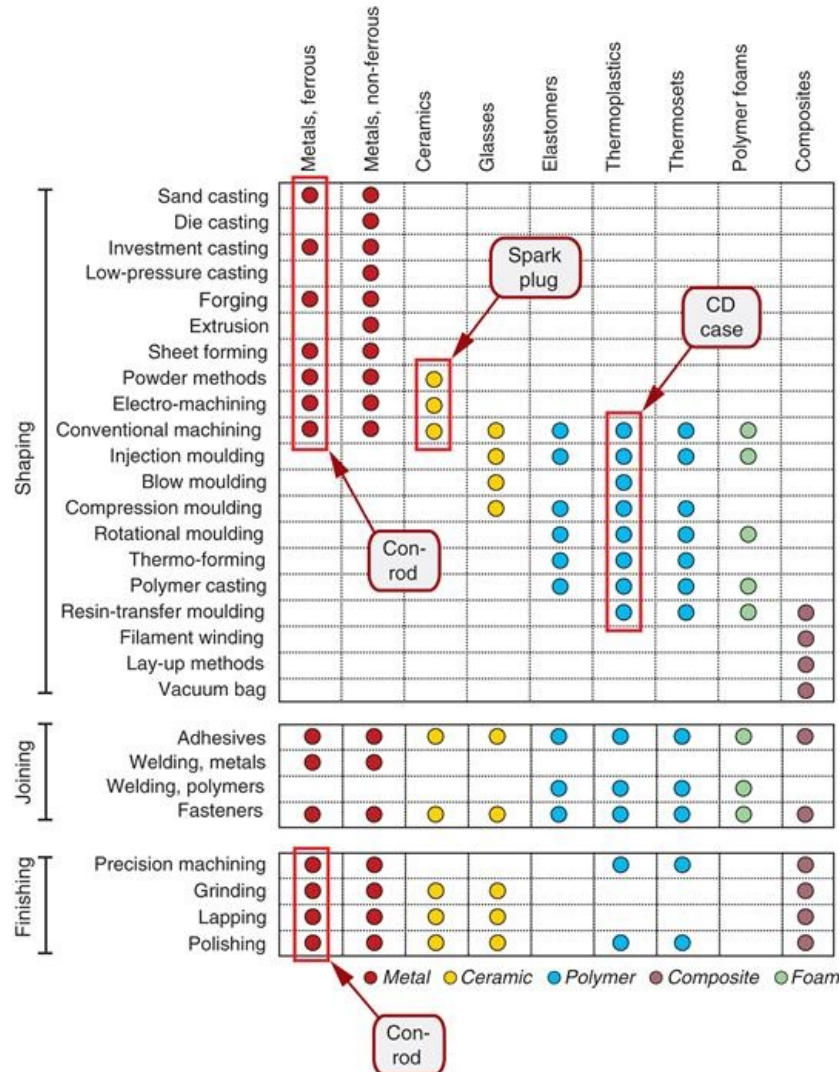 Metals, ferrous
Metals, non-ferrous
Ceramics
Glasses
Elastomers
Thermoplastics
Thermosets
Polymer foams
Composites
Shaping
Sand casting
Die casting
Investment casting
Low-pressure casting
Forging
Extrusion
Sheet forming
Powder methods
Electro-machining
Conventional machining
Injection moulding
Blow moulding
Compression moulding
Rotational moulding
Thermo-forming
Polymer casting
Resin-transfer moulding
Filament winding
Lay-up methods
Vacuum bag
Spark
plug
CD
case
Con-
rod
Joining
Adhesives
Welding, metals
Welding, polymers
Fasteners
Finishing
Precision machining
Grinding
Lapping
Polishing
Metal Ceramic Polymer Composite Foam
Con-
rod